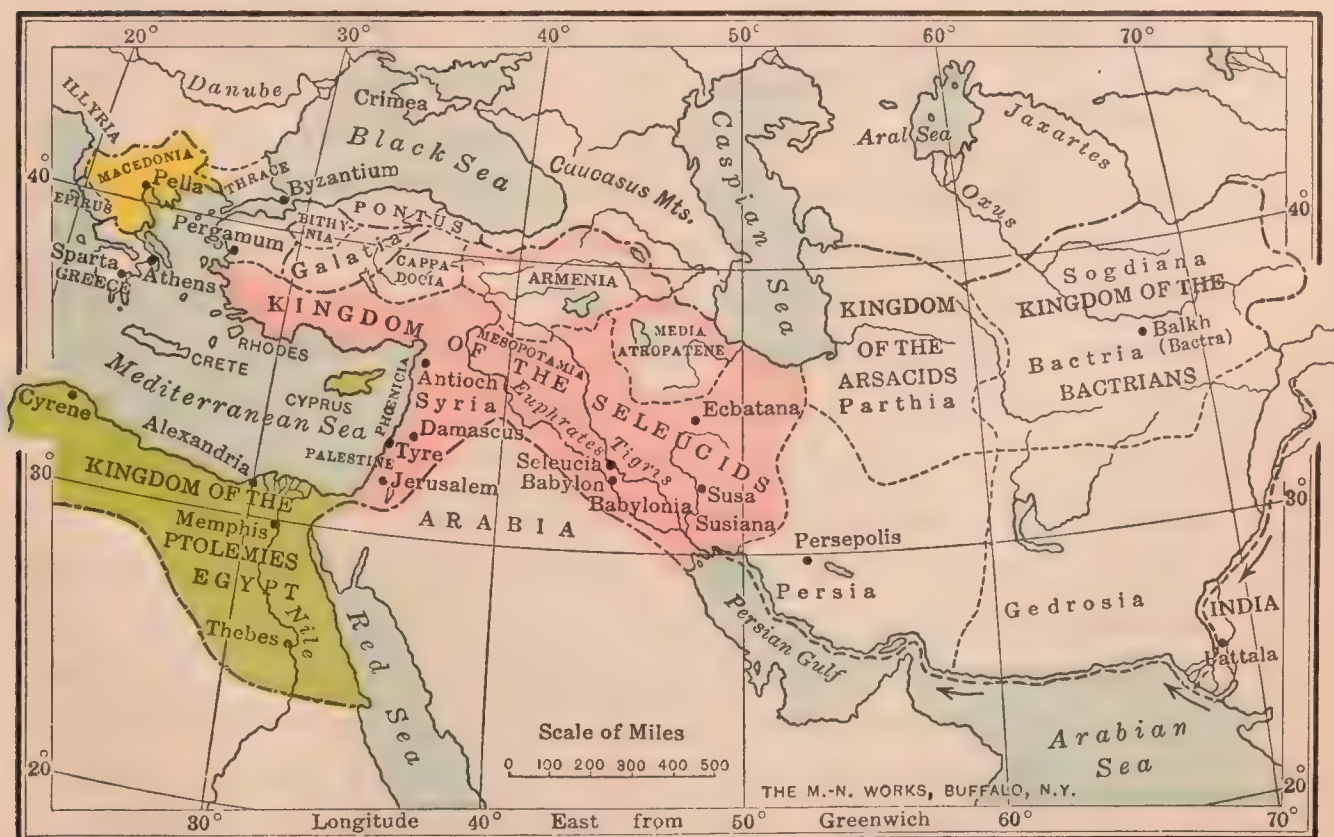 20° 30° 40° 50° 60° 70°
Danube
Crimea
ILLYRIA
Black Sea
Caspian Sea
Aral Sea
Jaxartes
Oxus
Caucasus Mts.
40°
40°
MACEDONIA
Pella
THRACE
Byzantium
EPIRUS
PONTUS
BITHY-
NIA
Pergamum
Galatia
CAPPA-
DOCIA
ARMENIA
Sparta
GREECE
Athens
KINGDOM OF THE SELEUCIDS
MESOPOTAMIA
MEDIA
ATROPATENE
KINGDOM
OF THE
ARSACIDS
Parthia
Sogdiana
KINGDOM OF THE
Balkh
(Bactra)
Bactria
BACTRIANS
RHODES
CRETE
Mediterranean Sea
CYPRUS
PHŒNICIA
Antioch
Syria
Euphrates
Tigris
Ecbatana
Cyrene
Alexandria
Damascus
Tyre
PALESTINE
Jerusalem
Seleucia
Babylon
Babylonia
Susa
Susiana
30°
30°
KINGDOM OF THE
Memphis
PTOLEMIES
EGYPT
Nile
Thebes
ARABIA
Red Sea
Persepolis
Persia
Persian Gulf
Gedrosia
INDIA
Pattala
Scale of Miles
0 100 200 300 400 500
Arabian
Sea
THE M.-N. WORKS, BUFFALO, N.Y.
20°
20°
30° Longitude 40° East from 50° Greenwich 60° 70°